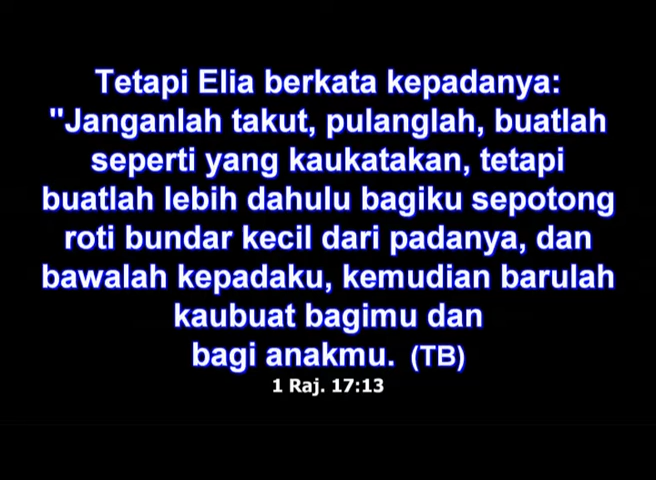 Tetapi Elia berkata kepadanya:
"Janganlah takut, pulanglah, buatlah
seperti yang kaukatakan, tetapi
buatlah lebih dahulu bagiku sepotong
roti bundar kecil dari padanya, dan
bawalah kepadaku, kemudian barulah
kaubuat bagimu dan
bagi anakmu. (TB)
1 Raj. 17:13